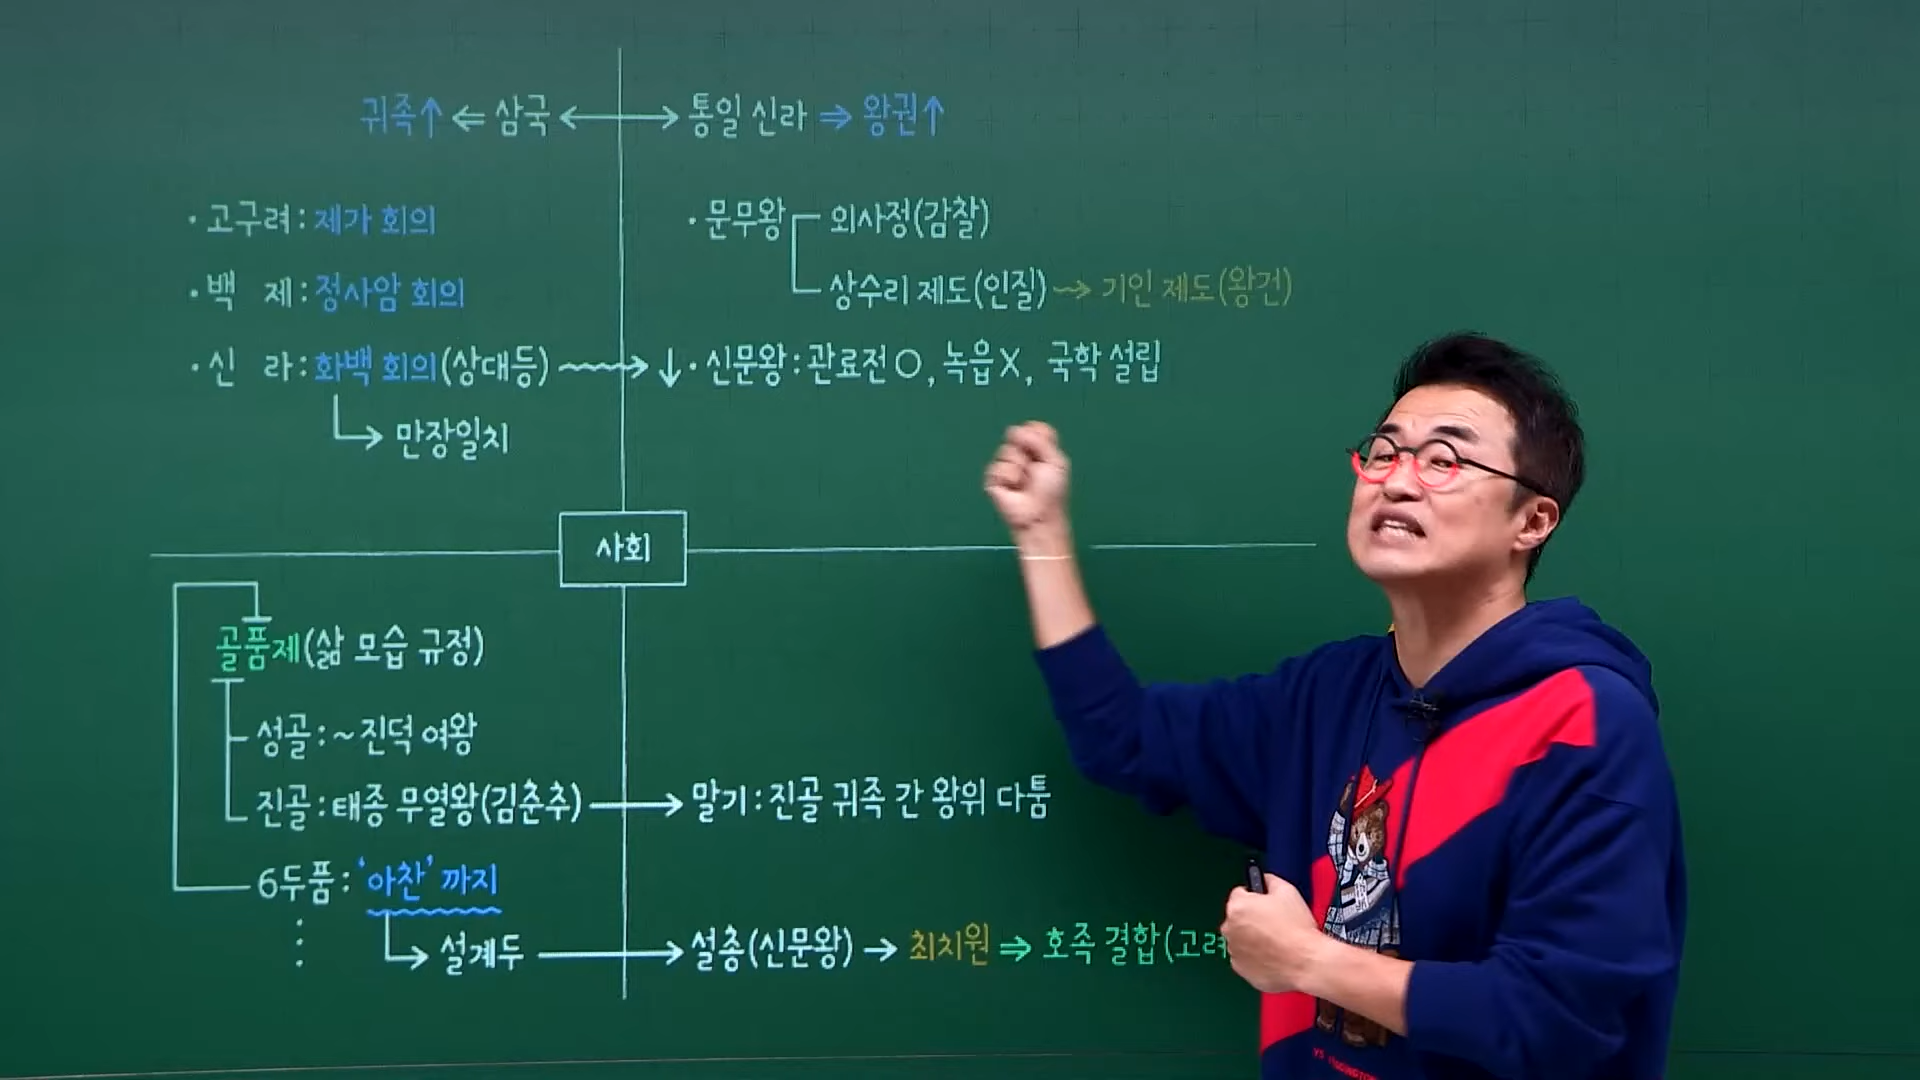 귀족↑ ⇐ 삼국 ↔ 통일 신라 ⇒ 왕권↑
· 고구려 : 제가 회의
· 백 제 : 정사암 회의
· 신 라 : 화백 회의(상대등) → ↓
만장일치
· 문무왕
외사정(감찰)
상수리 제도(인질) → 기인 제도(왕건)
· 신문왕 : 관료전 O, 녹읍 X, 국학 설립
사회
골품제(삶 모습 규정)
성골 : ~ 진덕 여왕
진골 : 태종 무열왕(김춘추) → 말기 : 진골 귀족 간 왕위 다툼
6두품 : '아찬' 까지
설계두 → 설총(신문왕) → 최치원 ⇒ 호족 결합(고려